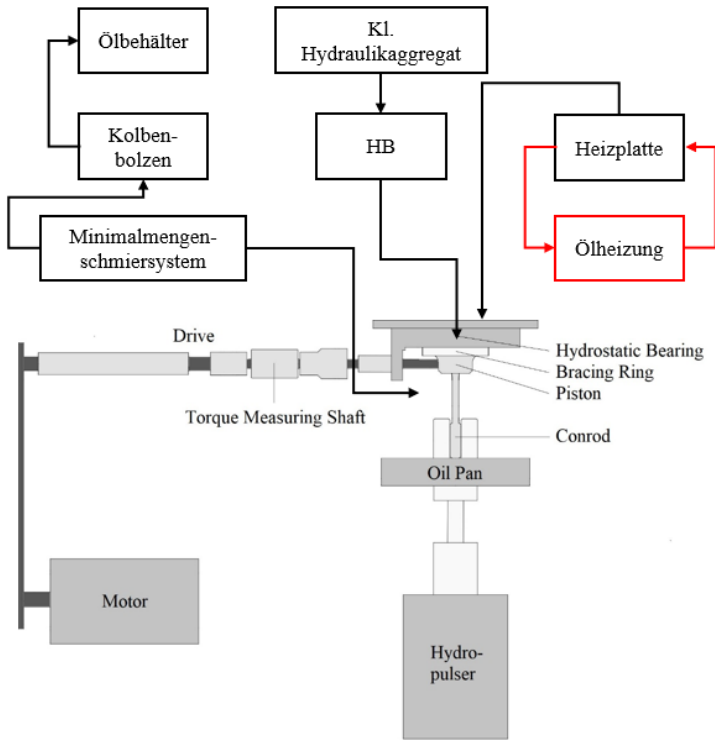 Ölbehälter
Kl.
Hydraulikaggregat
Kolben-
bolzen
HB
Heizplatte
Minimalmengen-
schmiersystem
Ölheizung
Drive
Hydrostatic Bearing
Bracing Ring
Piston
Torque Measuring Shaft
Conrod
Oil Pan
Motor
Hydro-
pulser